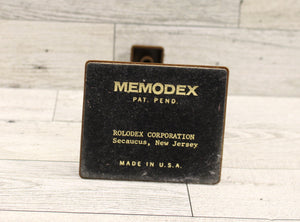 MEMODEX
PAT. PEND.
ROLODEX CORPORATION
Secaucus, New Jersey
MADE IN U.S.A.